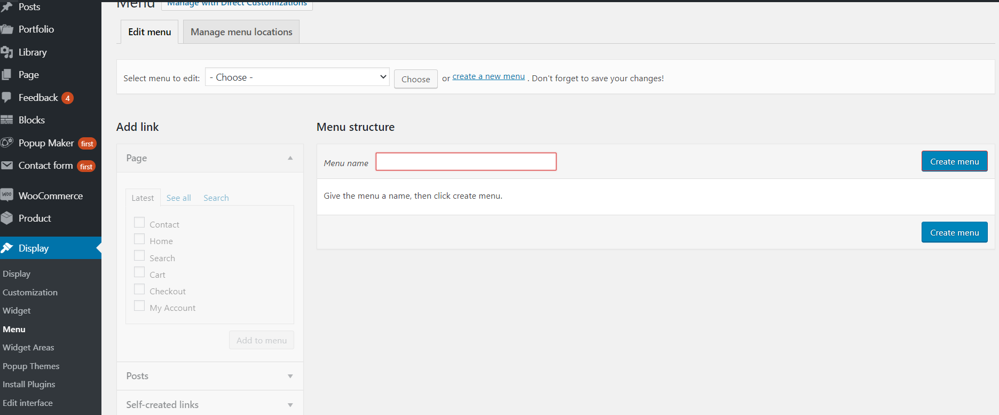 Posts
Portfolio
Library
Page
Feedback 4
Blocks
Popup Maker first
Contact form first
WOO WooCommerce
Product
Display
Display
Customization
Widget
Menu
Widget Areas
Popup Themes
Install Plugins
Edit interface
Menu Manage with Direct Customizations
Edit menu Manage menu locations
Select menu to edit: - Choose - Choose or create a new menu . Don't forget to save your changes!
Add link
Page
Latest See all Search
Contact
Home
Search
Cart
Checkout
My Account
Add to menu
Posts
Self-created links
Menu structure
Menu name Create menu
Give the menu a name, then click create menu.
Create menu